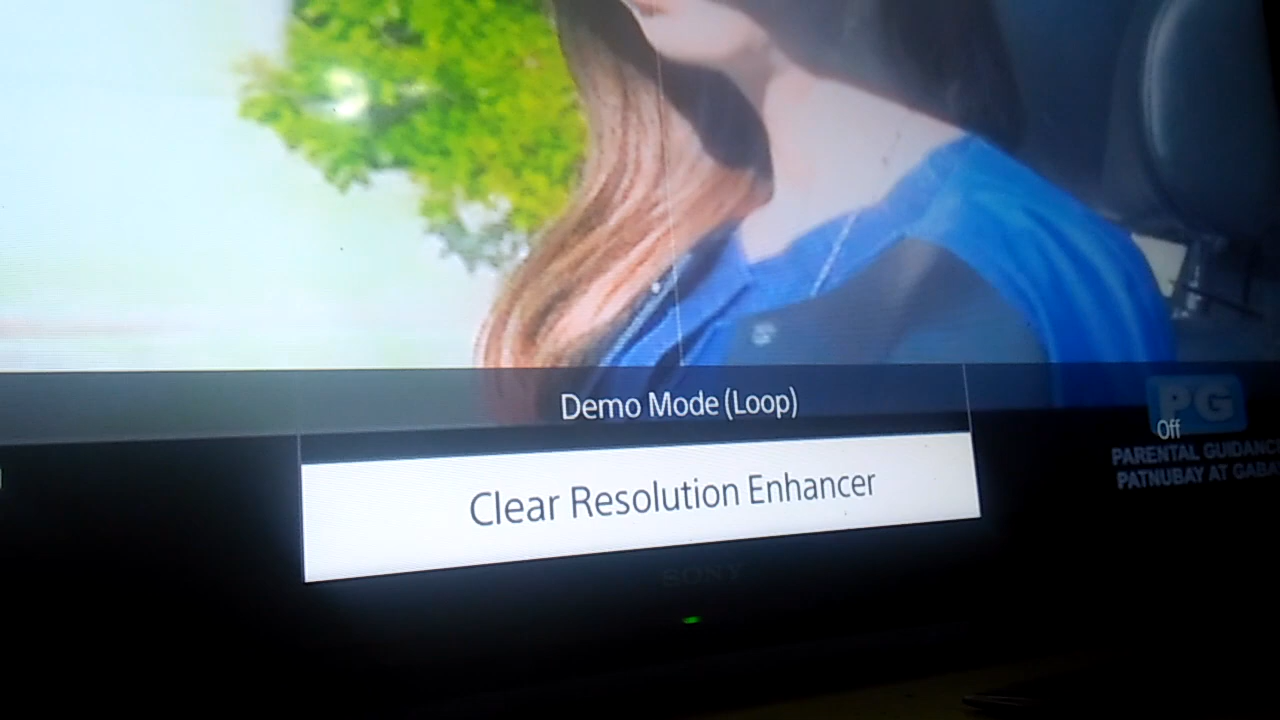 Demo Mode (Loop)
PG
Off
PARENTAL GUIDANC
PATNUBAY AT GABA
Clear Resolution Enhancer
SONY